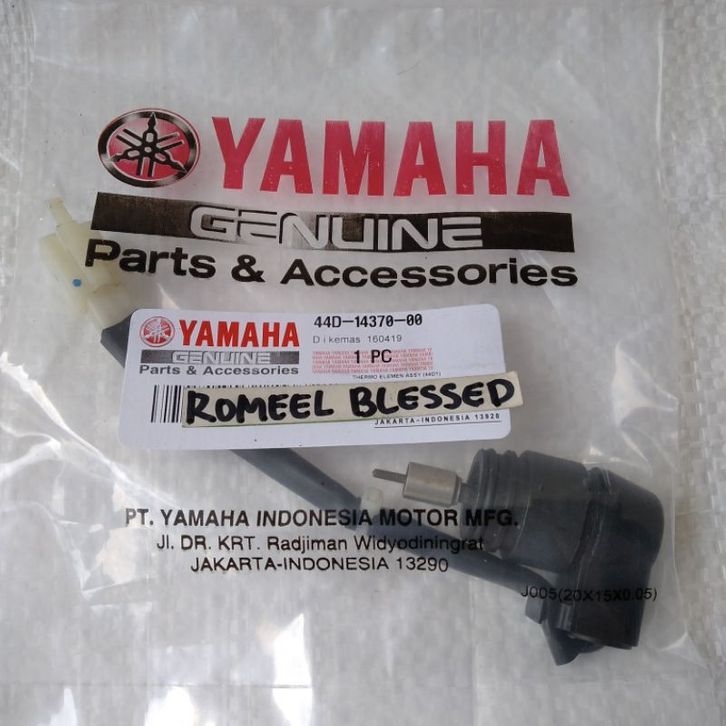 YAMAHA
GENUINE
Parts & Accessories
YAMAHA
GENUINE
Parts & Accessories
44D-14370-00
Dikemas 160419
1 PC
THERMO ELEMEN ASSY (44D1)
ROMEEL BLESSED
JAKARTA-INDONESIA 13920
PT. YAMAHA INDONESIA MOTOR MFG.
Jl. DR. KRT. Radjiman Widyodiningrat
JAKARTA-INDONESIA 13290
J005(20X15X0.05)